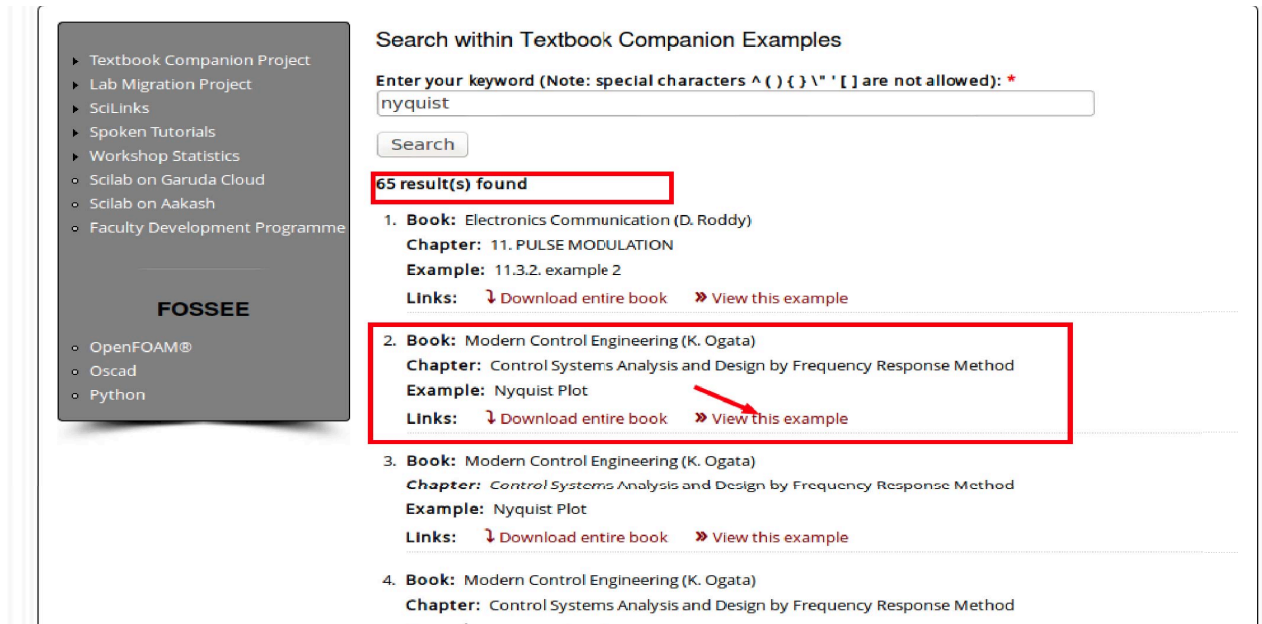 Textbook Companion Project
Lab Migration Project
SciLinks
Spoken Tutorials
Workshop Statistics
Scilab on Garuda Cloud
Scilab on Aakash
Faculty Development Programme
FOSSEE
OpenFOAM®
Oscad
Python
Search within Textbook Companion Examples
Enter your keyword (Note: special characters ^ ( ) { } \" ' [ ] are not allowed): *
nyquist
Search
65 result(s) found
1. Book: Electronics Communication (D. Roddy)
Chapter: 11. PULSE MODULATION
Example: 11.3.2. example 2
Links: Download entire book » View this example
2. Book: Modern Control Engineering (K. Ogata)
Chapter: Control Systems Analysis and Design by Frequency Response Method
Example: Nyquist Plot
Links: Download entire book » View this example
3. Book: Modern Control Engineering (K. Ogata)
Chapter: Control Systems Analysis and Design by Frequency Response Method
Example: Nyquist Plot
Links: Download entire book » View this example
4. Book: Modern Control Engineering (K. Ogata)
Chapter: Control Systems Analysis and Design by Frequency Response Method